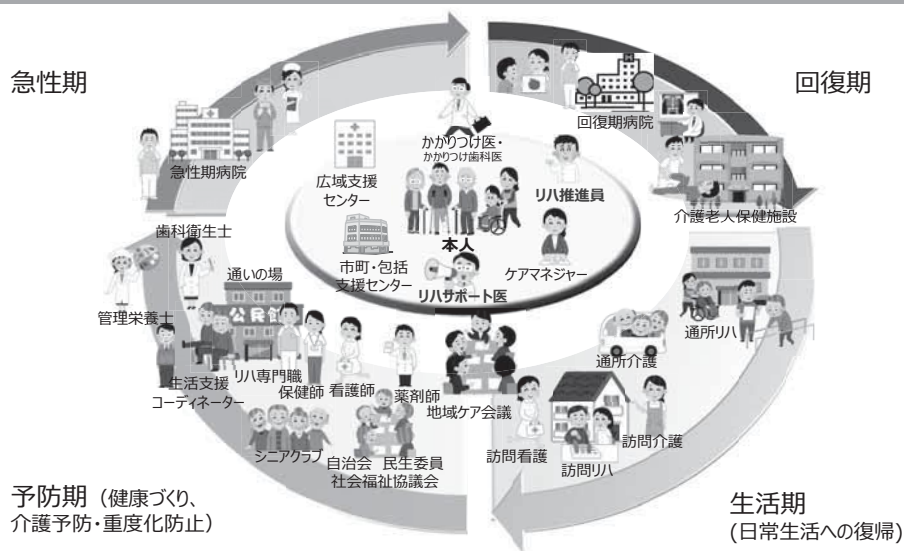 急性期
回復期
急性期病院
回復期病院
介護老人保健施設
かかりつけ医・
かかりつけ歯科医
広域支援
センター
リハ推進員
本人
市町・包括
支援センター
リハサポート医
ケアマネジャー
歯科衛生士
管理栄養士
通いの場
公民館
生活支援
コーディネーター
リハ専門職
保健師
看護師
薬剤師
地域ケア会議
シニアクラブ
自治会 民生委員
社会福祉協議会
通所リハ
通所介護
訪問看護
訪問リハ
訪問介護
予防期（健康づくり、
介護予防・重度化防止）
生活期
(日常生活への復帰)